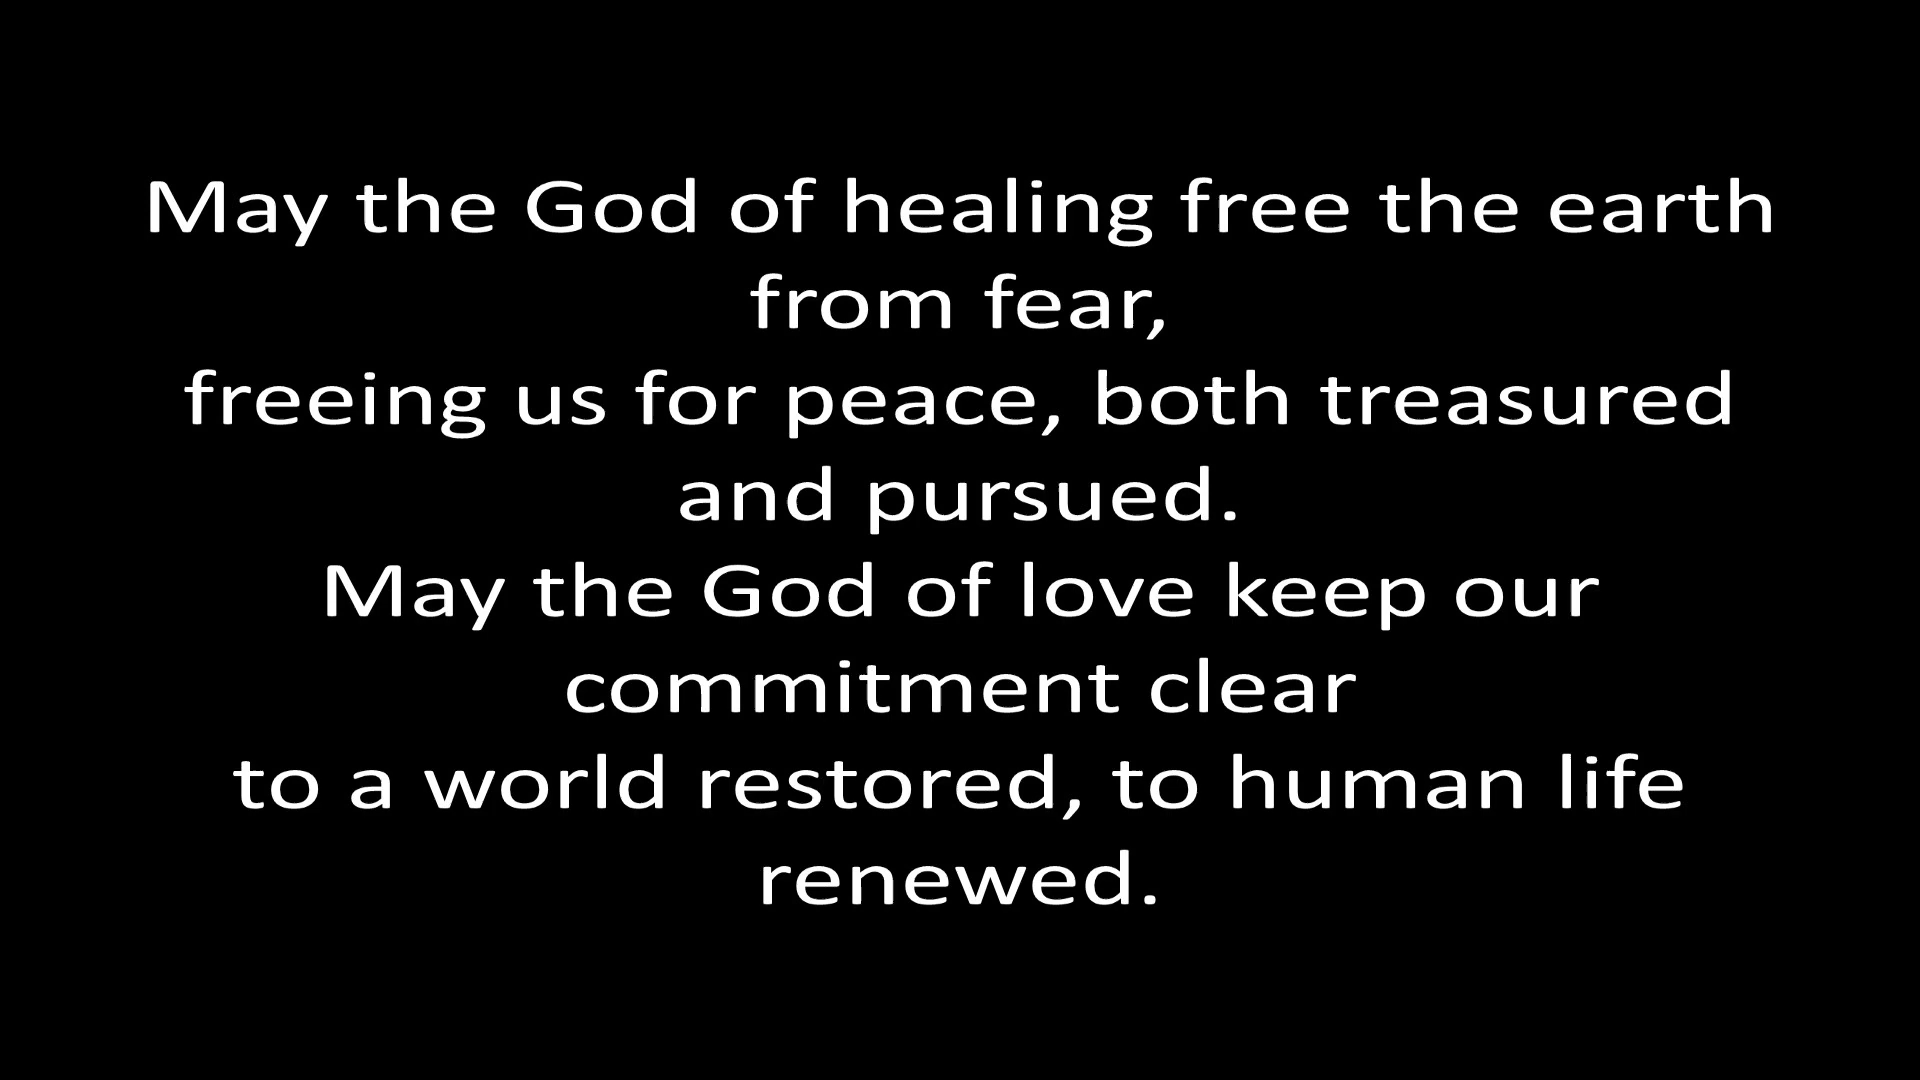 May the God of healing free the earth
from fear,
freeing us for peace, both treasured
and pursued.
May the God of love keep our
commitment clear
to a world restored, to human life
renewed.